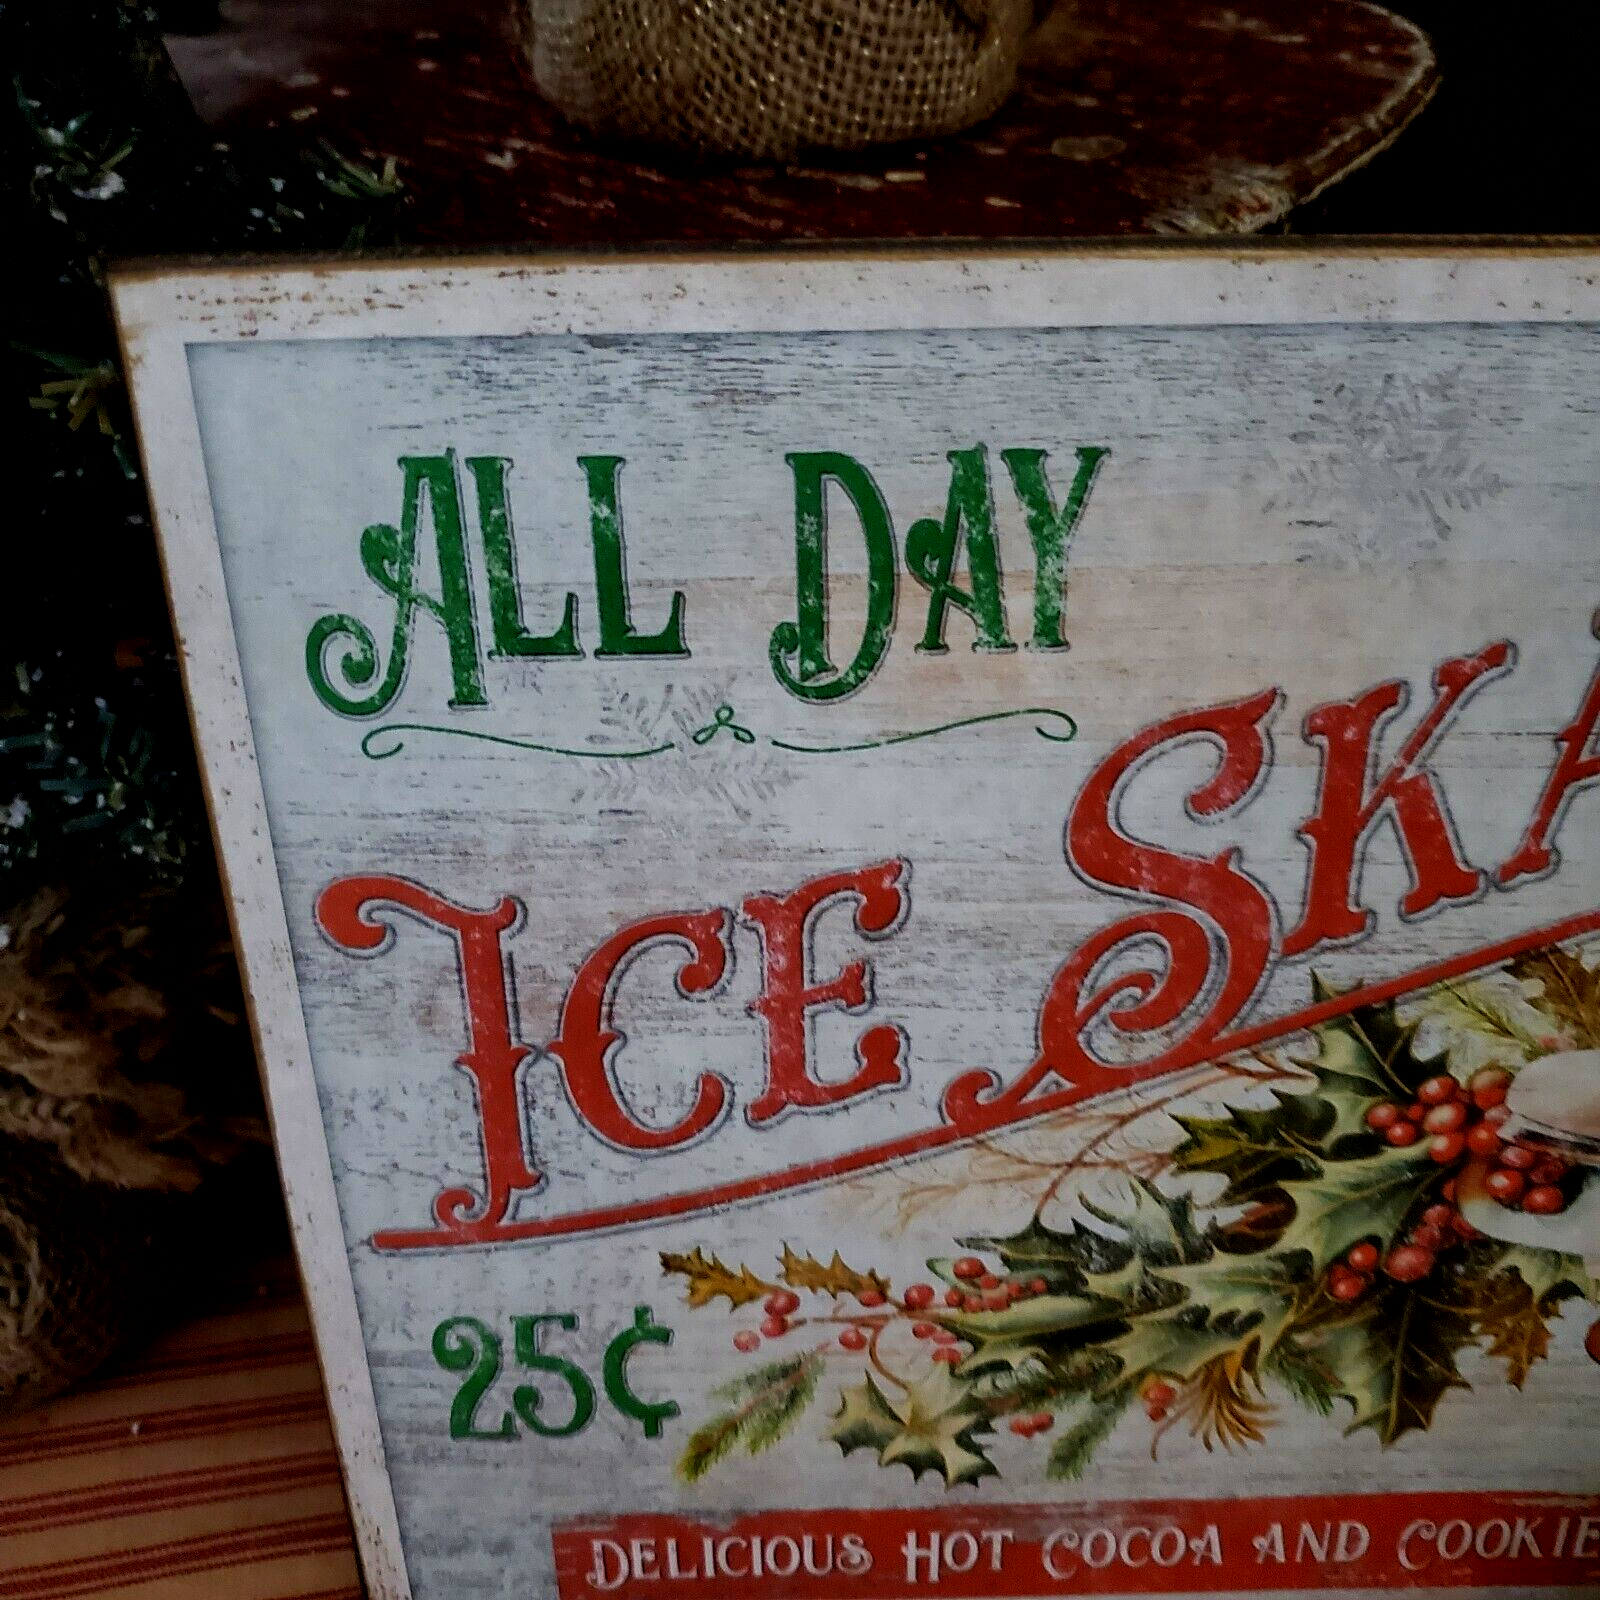 ALL DAY
ICE SKA
25¢
DELICIOUS HOT COCOA AND COOKIE